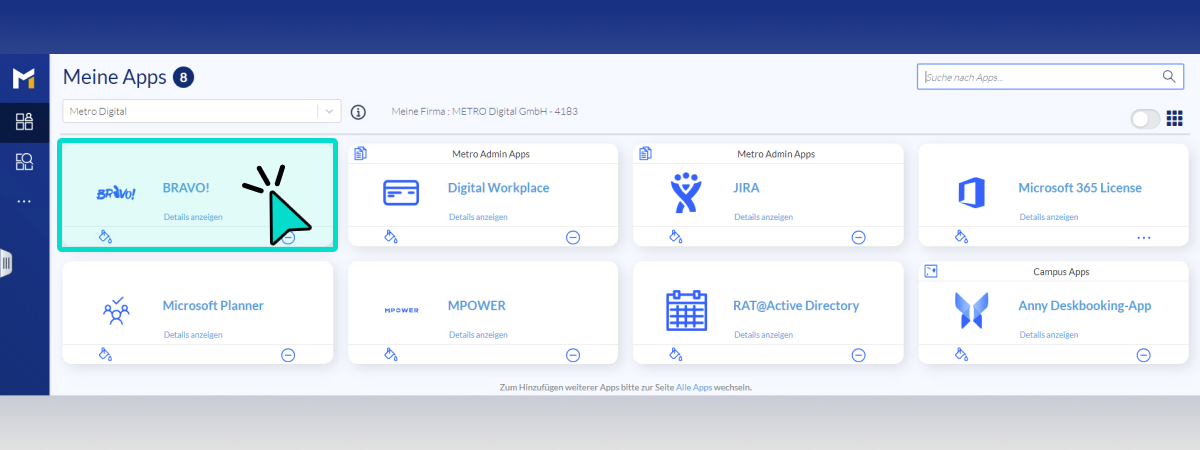 Meine Apps 8
Suche nach Apps...
Metro Digital
Meine Firma : METRO Digital GmbH - 4183
BRAVO!
BRAVO!
Details anzeigen
Metro Admin Apps
Digital Workplace
Details anzeigen
Metro Admin Apps
JIRA
Details anzeigen
Microsoft 365 License
Details anzeigen
Microsoft Planner
Details anzeigen
MPOWER
MPOWER
Details anzeigen
RAT@Active Directory
Details anzeigen
Campus Apps
Anny Deskbooking-App
Details anzeigen
Zum Hinzufügen weiterer Apps bitte zur Seite Alle Apps wechseln.